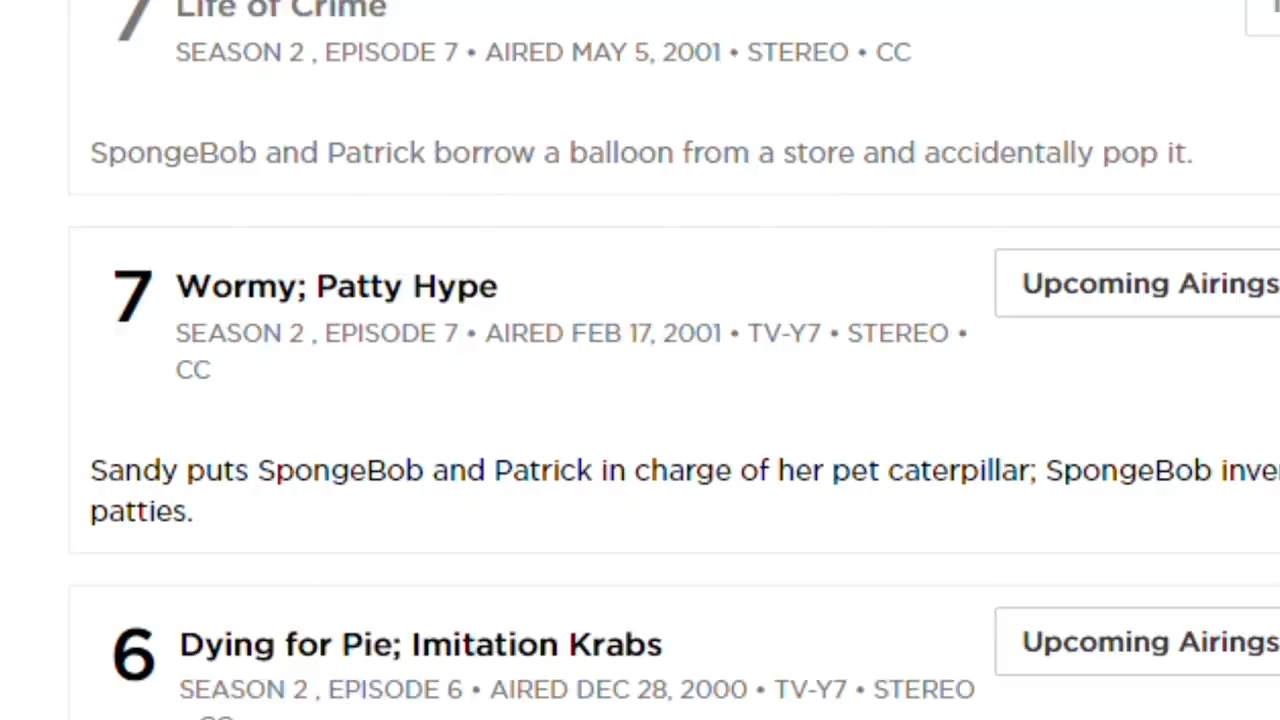 7 Life of Crime
SEASON 2 , EPISODE 7 • AIRED MAY 5, 2001 • STEREO • CC
SpongeBob and Patrick borrow a balloon from a store and accidentally pop it.
7 Wormy; Patty Hype
Upcoming Airings
SEASON 2 , EPISODE 7 • AIRED FEB 17, 2001 • TV-Y7 • STEREO •
CC
Sandy puts SpongeBob and Patrick in charge of her pet caterpillar; SpongeBob
patties.
6 Dying for Pie; Imitation Krabs
Upcoming Airings
SEASON 2 , EPISODE 6 • AIRED DEC 28, 2000 • TV-Y7 • STEREO